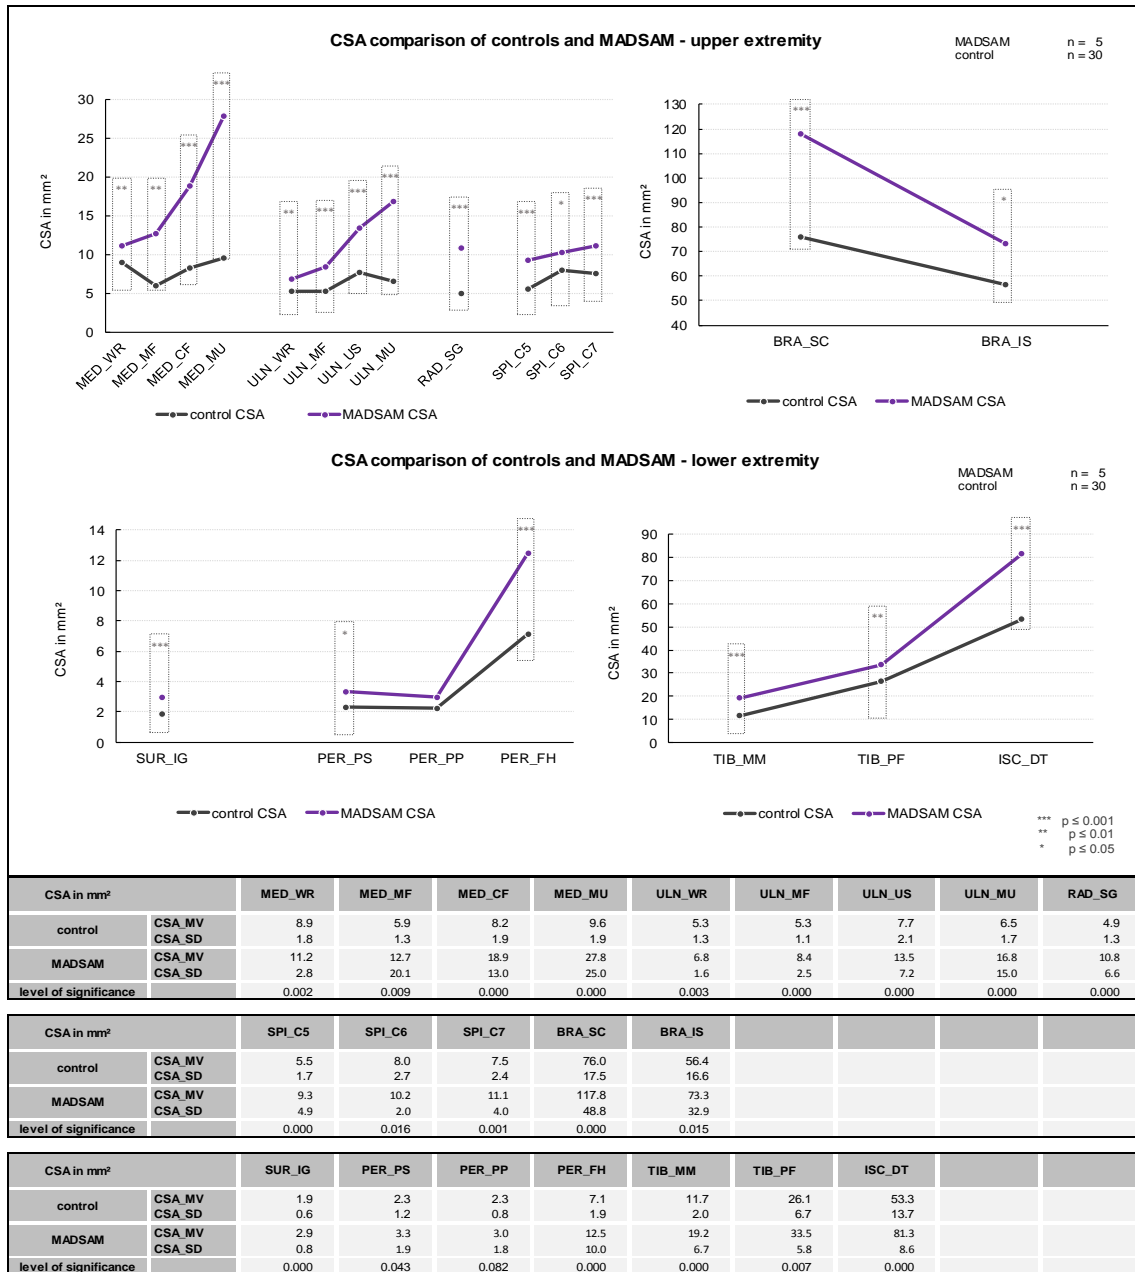 CSA comparison of controls and MADSAM - upper extremity
MADSAM n = 5
control n = 30
CSA in mm²
30
25
20
15
10
5
0
** ** *** *** ** *** *** *** *** *** * ***
MED_WR MED_MF MED_CF MED_MU ULN_WR ULN_MF ULN_US ULN_MU RAD_SG SPI_C5 SPI_C6 SPI_C7
control CSA MADSAM CSA
CSA in mm²
130
120
110
100
90
80
70
60
50
40
*** *
BRA_SC BRA_IS
control CSA MADSAM CSA
CSA comparison of controls and MADSAM - lower extremity
MADSAM n = 5
control n = 30
CSA in mm²
14
12
10
8
6
4
2
0
*** * ***
SUR_IG PER_PS PER_PP PER_FH
control CSA MADSAM CSA
CSA in mm²
90
80
70
60
50
40
30
20
10
0
*** ** ***
TIB_MM TIB_PF ISC_DT
control CSA MADSAM CSA
*** p ≤ 0.001
** p ≤ 0.01
* p ≤ 0.05
CSA in mm² MED_WR MED_MF MED_CF MED_MU ULN_WR ULN_MF ULN_US ULN_MU RAD_SG
control CSA_MV 8.9 5.9 8.2 9.6 5.3 5.3 7.7 6.5 4.9
CSA_SD 1.8 1.3 1.9 1.9 1.3 1.1 2.1 1.7 1.3
MADSAM CSA_MV 11.2 12.7 18.9 27.8 6.8 8.4 13.5 16.8 10.8
CSA_SD 2.8 20.1 13.0 25.0 1.6 2.5 7.2 15.0 6.6
level of significance 0.002 0.009 0.000 0.000 0.003 0.000 0.000 0.000 0.000
CSA in mm² SPI_C5 SPI_C6 SPI_C7 BRA_SC BRA_IS
control CSA_MV 5.5 8.0 7.5 76.0 56.4
CSA_SD 1.7 2.7 2.4 17.5 16.6
MADSAM CSA_MV 9.3 10.2 11.1 117.8 73.3
CSA_SD 4.9 2.0 4.0 48.8 32.9
level of significance 0.000 0.016 0.001 0.000 0.015
CSA in mm² SUR_IG PER_PS PER_PP PER_FH TIB_MM TIB_PF ISC_DT
control CSA_MV 1.9 2.3 2.3 7.1 11.7 26.1 53.3
CSA_SD 0.6 1.2 0.8 1.9 2.0 6.7 13.7
MADSAM CSA_MV 2.9 3.3 3.0 12.5 19.2 33.5 81.3
CSA_SD 0.8 1.9 1.8 10.0 6.7 5.8 8.6
level of significance 0.000 0.043 0.082 0.000 0.000 0.007 0.000